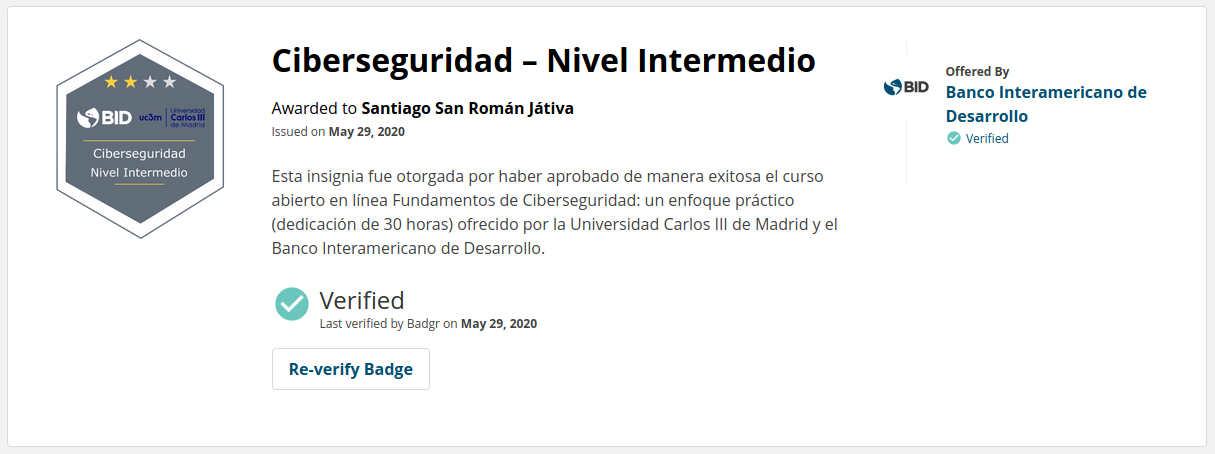 BID
uc3m
Universidad
Carlos III
de Madrid
Ciberseguridad
Nivel Intermedio
Ciberseguridad – Nivel Intermedio
Awarded to Santiago San Román Játiva
Issued on May 29, 2020
Esta insignia fue otorgada por haber aprobado de manera exitosa el curso
abierto en línea Fundamentos de Ciberseguridad: un enfoque práctico
(dedicación de 30 horas) ofrecido por la Universidad Carlos III de Madrid y el
Banco Interamericano de Desarrollo.
Verified
Last verified by Badgr on May 29, 2020
Re-verify Badge
BID
Offered By
Banco Interamericano de
Desarrollo
Verified